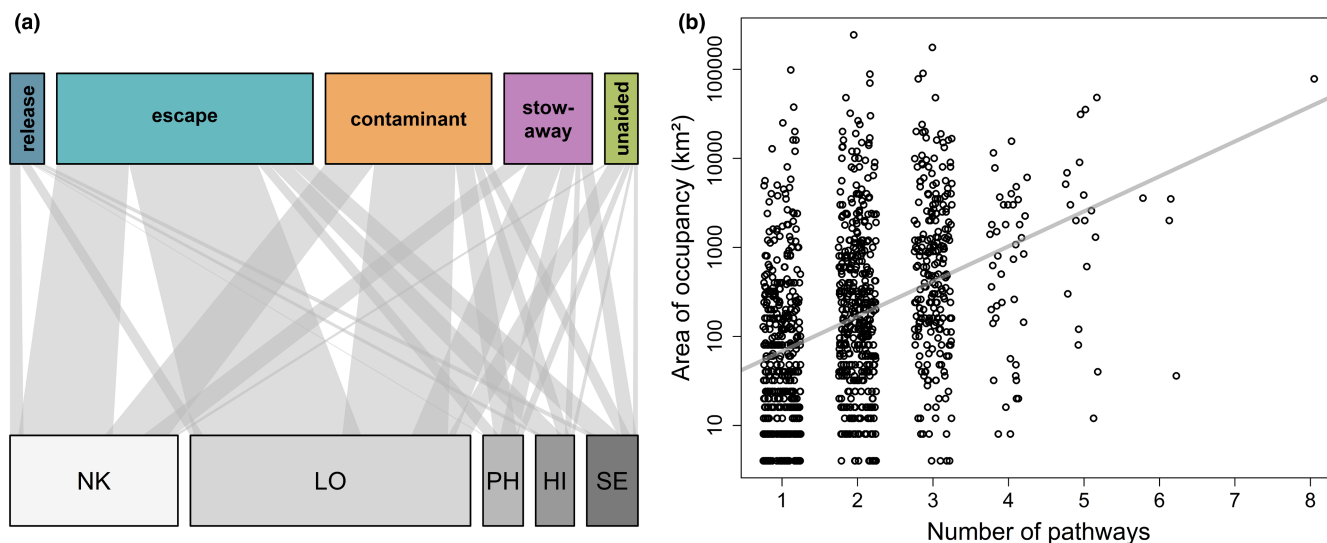 (a)
release
escape
contaminant
stow-
away
unaided
NK
LO
PH
HI
SE
(b)
Area of occupancy (km²)
100000
10000
1000
100
10
1 2 3 4 5 6 7 8
Number of pathways